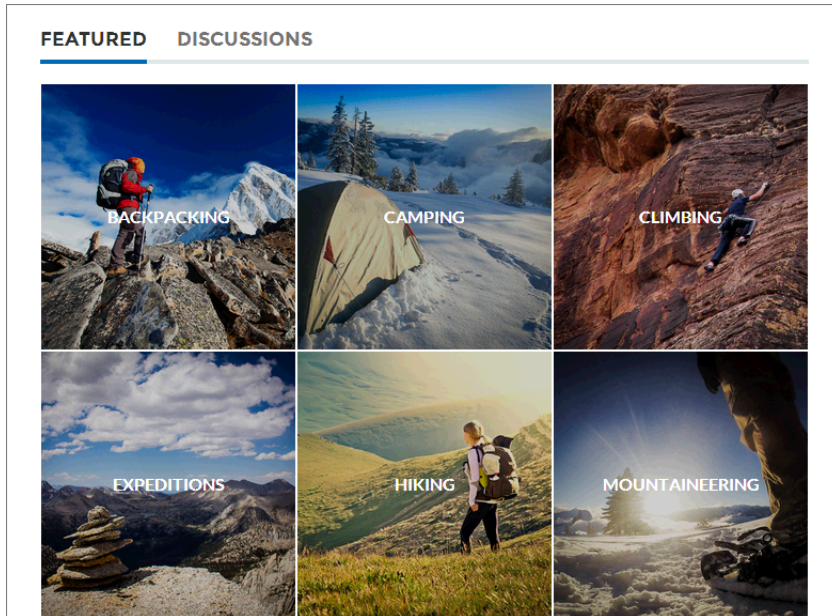 FEATURED DISCUSSIONS
BACKPACKING CAMPING CLIMBING
EXPEDITIONS HIKING MOUNTAINEERING